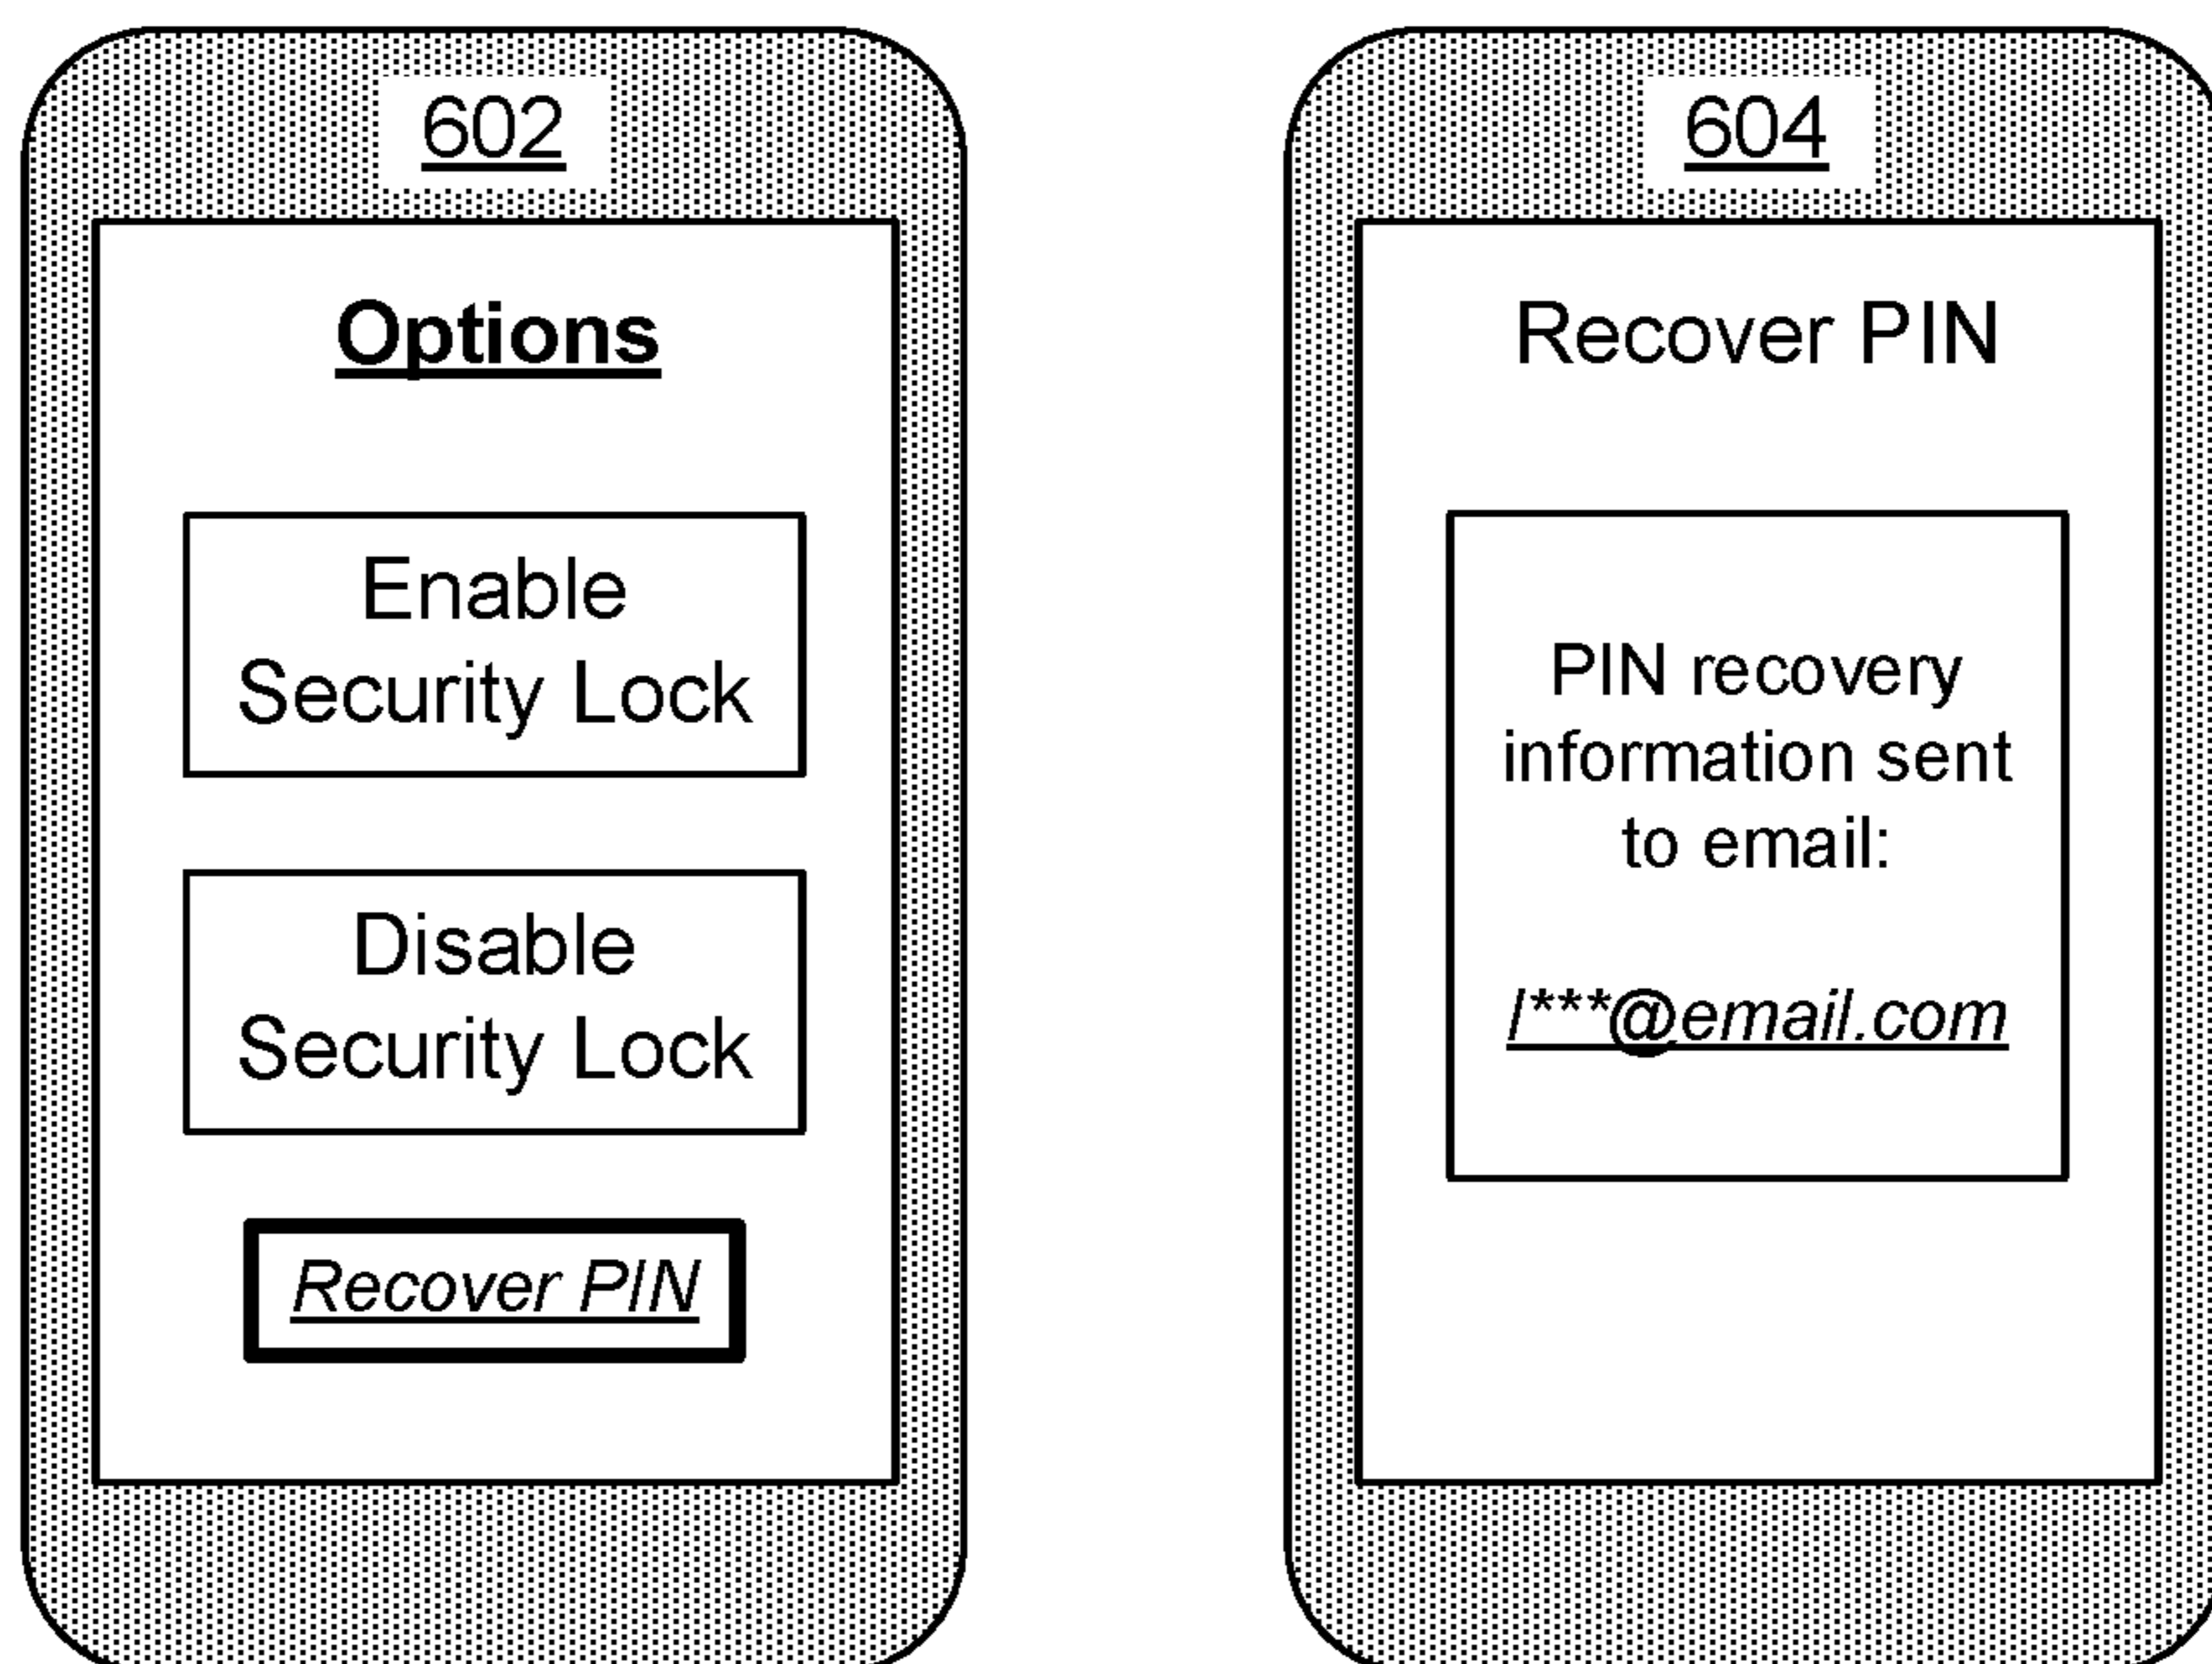 602
Options
Enable
Security Lock
Disable
Security Lock
Recover PIN
604
Recover PIN
PIN recovery
information sent
to email:
l***@email.com